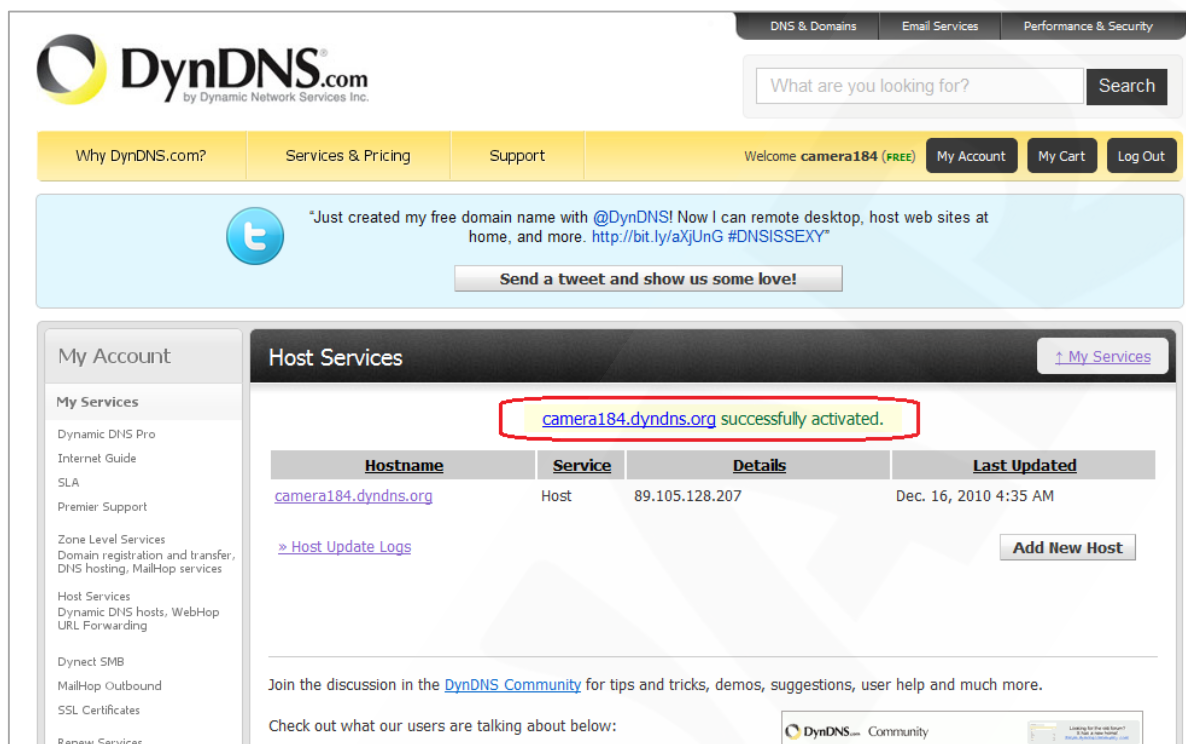 DNS & Domains Email Services Performance & Security
DynDNS.com
by Dynamic Network Services Inc.
What are you looking for? Search
Why DynDNS.com? Services & Pricing Support Welcome camera184 (FREE) My Account My Cart Log Out
“Just created my free domain name with @DynDNS! Now I can remote desktop, host web sites at
home, and more. http://bit.ly/aXjUnG #DNSISSEXY”
Send a tweet and show us some love!
My Account
Host Services
↑ My Services
My Services
Dynamic DNS Pro
Internet Guide
SLA
Premier Support
Zone Level Services
Domain registration and transfer,
DNS hosting, MailHop services
Host Services
Dynamic DNS hosts, WebHop
URL Forwarding
Dynect SMB
MailHop Outbound
SSL Certificates
Renew Services
camera184.dyndns.org successfully activated.
Hostname Service Details Last Updated
camera184.dyndns.org Host 89.105.128.207 Dec. 16, 2010 4:35 AM
» Host Update Logs
Add New Host
Join the discussion in the DynDNS Community for tips and tricks, demos, suggestions, user help and much more.
Check out what our users are talking about below:
DynDNS.com Community